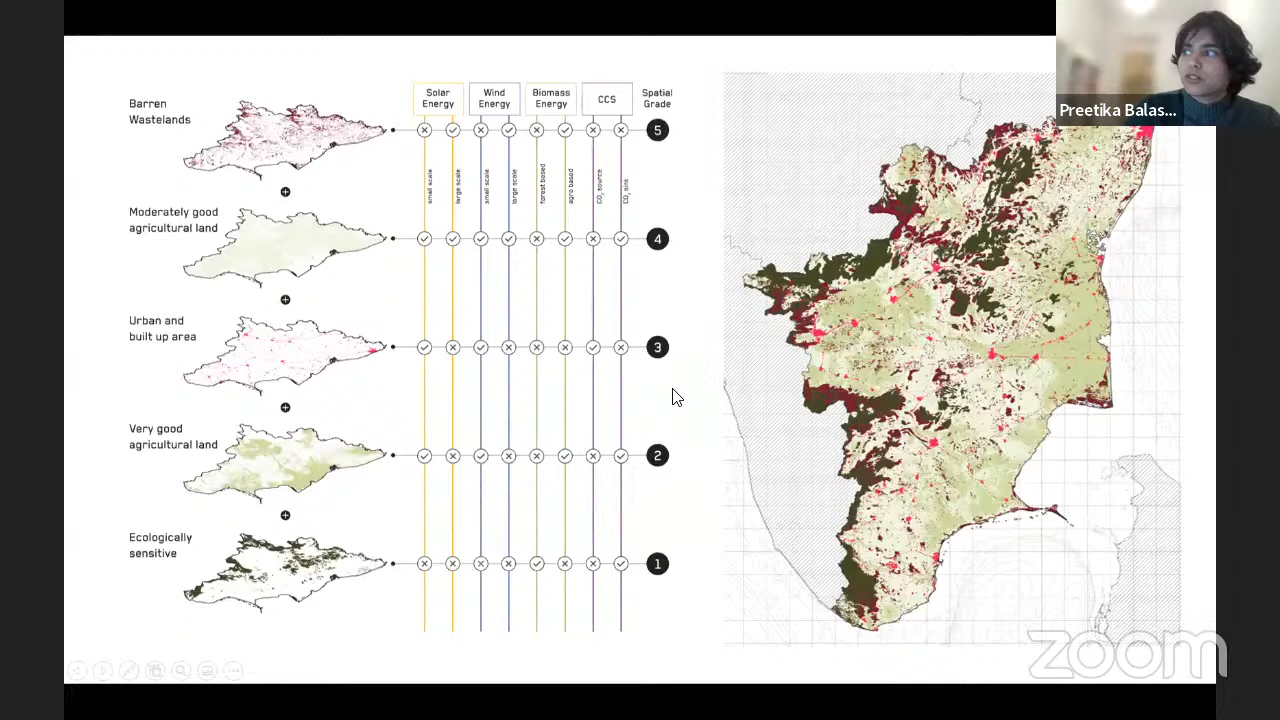 Preetika Balas...
Solar
Energy
Wind
Energy
Biomass
Energy
CCS
Spatial
Grade
Barren
Wastelands
5
small scale
large scale
small scale
large scale
forest based
agro based
CO₂ source
CO₂ sink
Moderately good
agricultural land
4
Urban and
built up area
3
Very good
agricultural land
2
Ecologically
sensitive
1
zoom